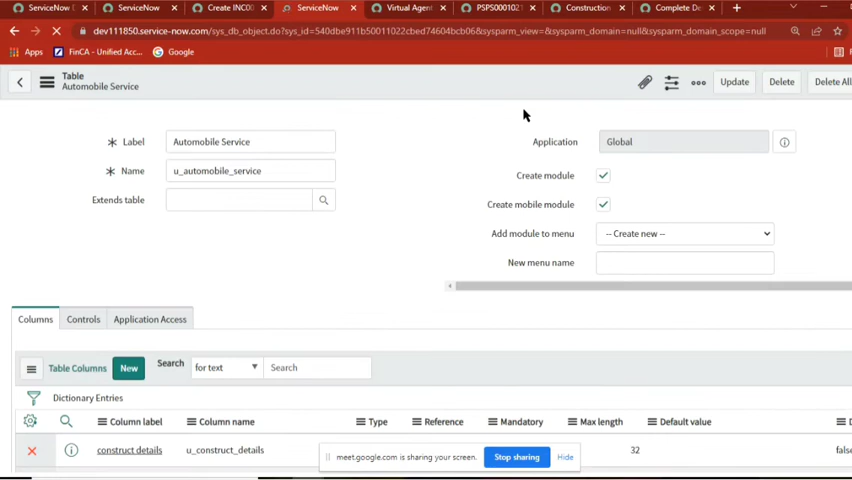 ServiceNow D
ServiceNow
Create INC00
ServiceNow
Virtual Agent
PSPS0001021
Construction
Complete De
dev111850.service-now.com/sys_db_object.do?sys_id=540dbe911b50011022cbed74604bcb06&sysparm_view=&sysparm_domain=null&sysparm_domain_scope=null
Apps FinCA - Unified Acc... Google
Table
Automobile Service
Update Delete Delete All
Label Automobile Service
Application Global
Name u_automobile_service
Create module
Extends table
Create mobile module
Add module to menu -- Create new --
New menu name
Columns Controls Application Access
Table Columns New Search for text Search
Dictionary Entries
Column label Column name Type Reference Mandatory Max length Default value D
construct details u_construct_details 32 false
meet.google.com is sharing your screen. Stop sharing Hide